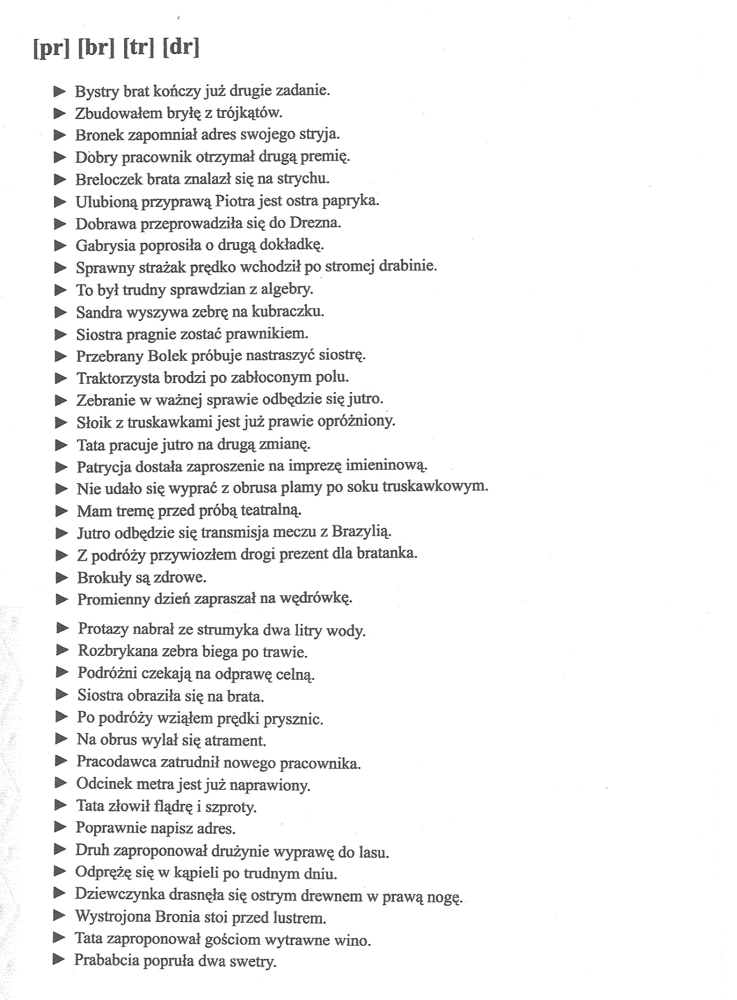 [pr] [br] [tr] [dr]
► Bystry brat kończy już drugie zadanie.
► Zbudowałem bryłę z trójkątów.
► Bronek zapomniał adres swojego stryja.
► Dobry pracownik otrzymał drugą premię.
► Breloczek brata znalazł się na strychu.
► Ulubioną przyprawą Piotra jest ostra papryka.
► Dobrawa przeprowadziła się do Drezna.
► Gabrysia poprosiła o drugą dokładkę.
► Sprawny strażak prędko wchodził po stromej drabinie.
► To był trudny sprawdzian z algebry.
► Sandra wyszywa zebrę na kubraczku.
► Siostra pragnie zostać prawnikiem.
► Przebrany Bolek próbuje nastraszyć siostrę.
► Traktorzysta brodzi po zabłoconym polu.
► Zebranie w ważnej sprawie odbędzie się jutro.
► Słoik z truskawkami jest już prawie opróżniony.
► Tata pracuje jutro na drugą zmianę.
► Patrycja dostała zaproszenie na imprezę imieninową.
► Nie udało się wyprać z obrusa plamy po soku truskawkowym.
► Mam tremę przed próbą teatralną.
► Jutro odbędzie się transmisja meczu z Brazylią.
► Z podróży przywiozłem drogi prezent dla bratanka.
► Brokuły są zdrowe.
► Promienny dzień zapraszał na wędrówkę.
► Protazy nabrał ze strumyka dwa litry wody.
► Rozbrykana zebra biega po trawie.
► Podróżni czekają na odprawę celną.
► Siostra obraziła się na brata.
► Po podróży wziąłem prędki prysznic.
► Na obrus wylał się atrament.
► Pracodawca zatrudnił nowego pracownika.
► Odcinek metra jest już naprawiony.
► Tata złowił flądrę i szproty.
► Poprawnie napisz adres.
► Druh zaproponował drużynie wyprawę do lasu.
► Odprężę się w kąpieli po trudnym dniu.
► Dziewczynka drasnęła się ostrym drewnem w prawą nogę.
► Wystrojona Bronia stoi przed lustrem.
► Tata zaproponował gościom wytrawne wino.
► Prababcia popruła dwa swetry.